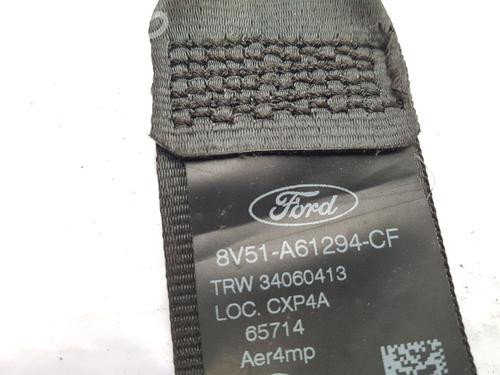 Ford
8V51-A61294-CF
TRW 34060413
LOC. CXP4A
65714
Aer4mp